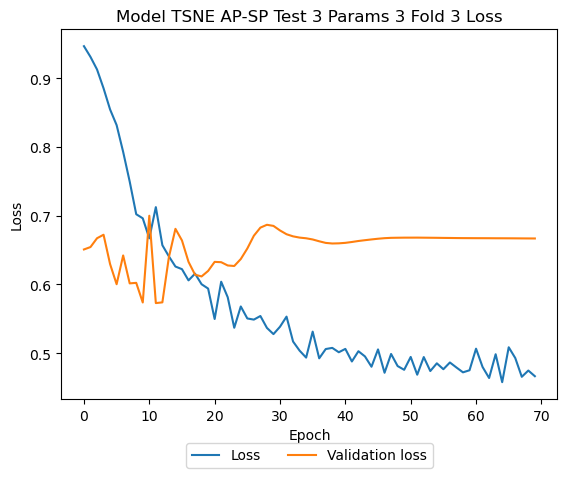 Model TSNE AP-SP Test 3 Params 3 Fold 3 Loss
Loss
0.9
0.8
0.7
0.6
0.5
0 10 20 30 40 50 60 70
Epoch
Loss Validation loss